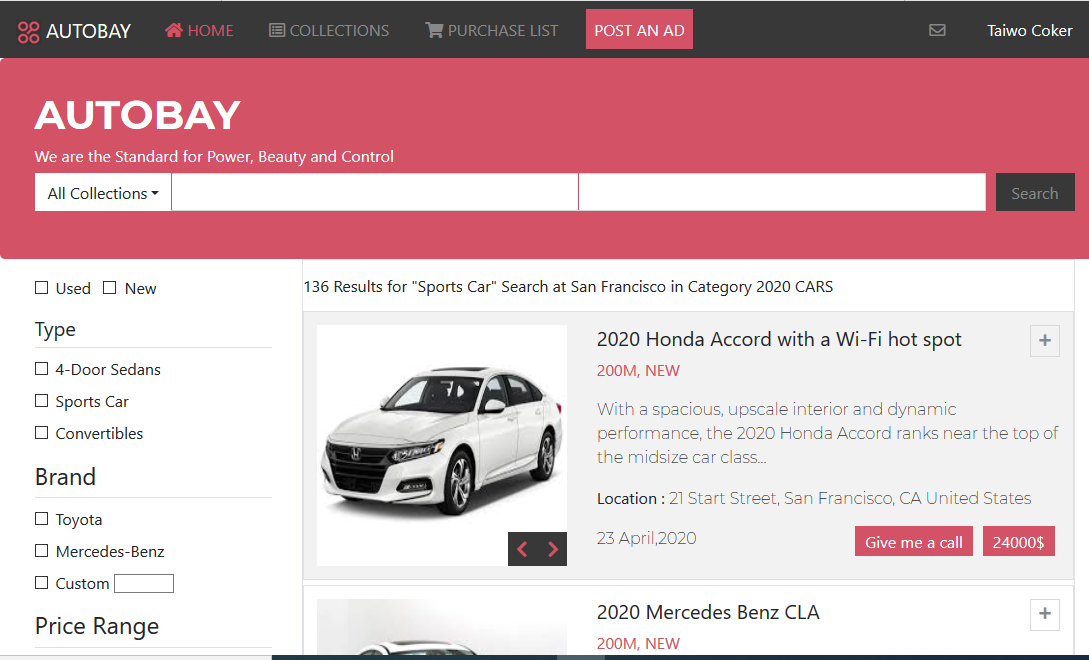 AUTOBAY HOME COLLECTIONS PURCHASE LIST POST AN AD Taiwo Coker
AUTOBAY
We are the Standard for Power, Beauty and Control
All Collections Search
Used New
Type
4-Door Sedans
Sports Car
Convertibles
Brand
Toyota
Mercedes-Benz
Custom
Price Range
136 Results for "Sports Car" Search at San Francisco in Category 2020 CARS
2020 Honda Accord with a Wi-Fi hot spot +
200M, NEW
With a spacious, upscale interior and dynamic
performance, the 2020 Honda Accord ranks near the top of
the midsize car class...
Location : 21 Start Street, San Francisco, CA United States
23 April,2020 Give me a call 24000$
2020 Mercedes Benz CLA +
200M, NEW